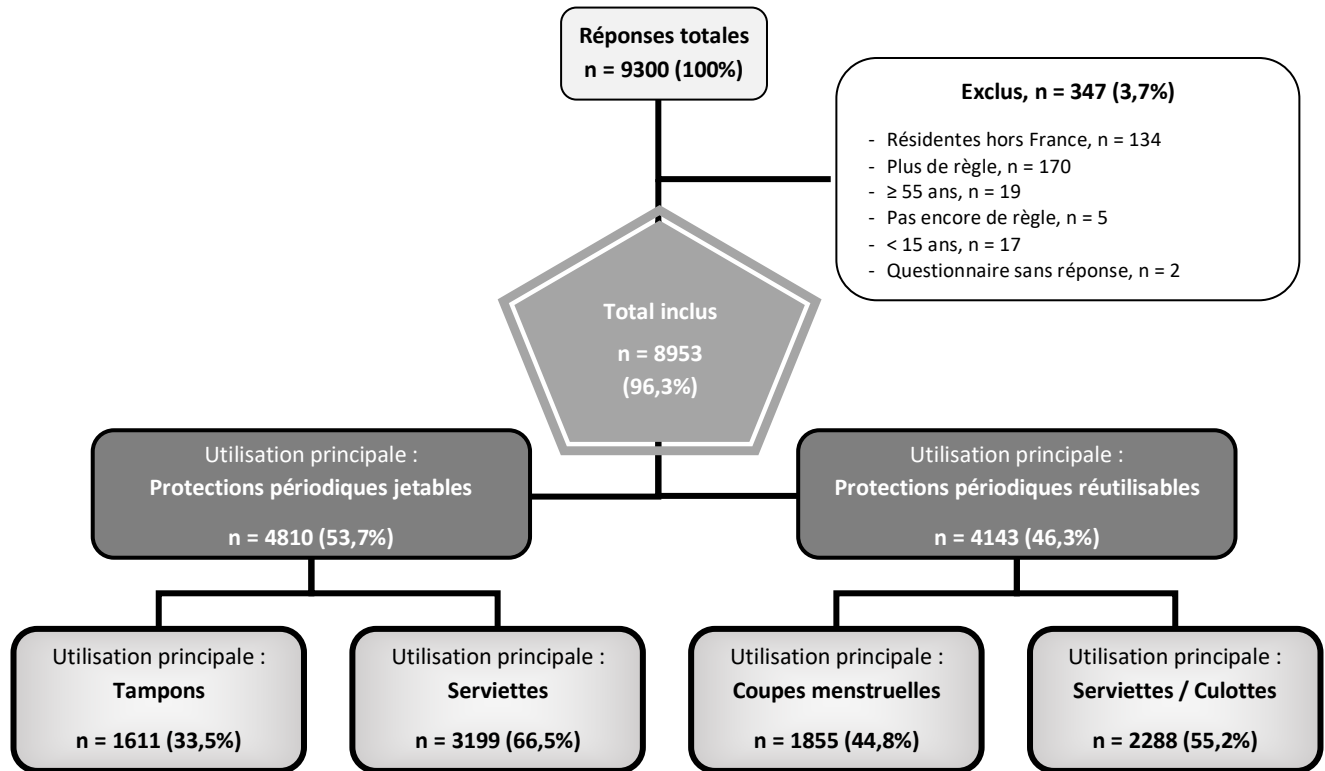 Réponses totales
n = 9300 (100%)
Exclus, n = 347 (3,7%)
- Résidentes hors France, n = 134
- Plus de règle, n = 170
- ≥ 55 ans, n = 19
- Pas encore de règle, n = 5
- < 15 ans, n = 17
- Questionnaire sans réponse, n = 2
Total inclus
n = 8953
(96,3%)
Utilisation principale :
Protections périodiques jetables
n = 4810 (53,7%)
Utilisation principale :
Protections périodiques réutilisables
n = 4143 (46,3%)
Utilisation principale :
Tampons
n = 1611 (33,5%)
Utilisation principale :
Serviettes
n = 3199 (66,5%)
Utilisation principale :
Coupes menstruelles
n = 1855 (44,8%)
Utilisation principale :
Serviettes / Culottes
n = 2288 (55,2%)